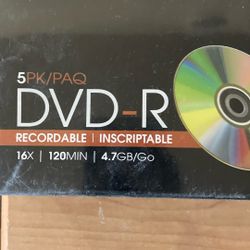 5PK/PAQ
DVD-R
RECORDABLE | INSCRIPTABLE
16X | 120MIN | 4.7GB/Go